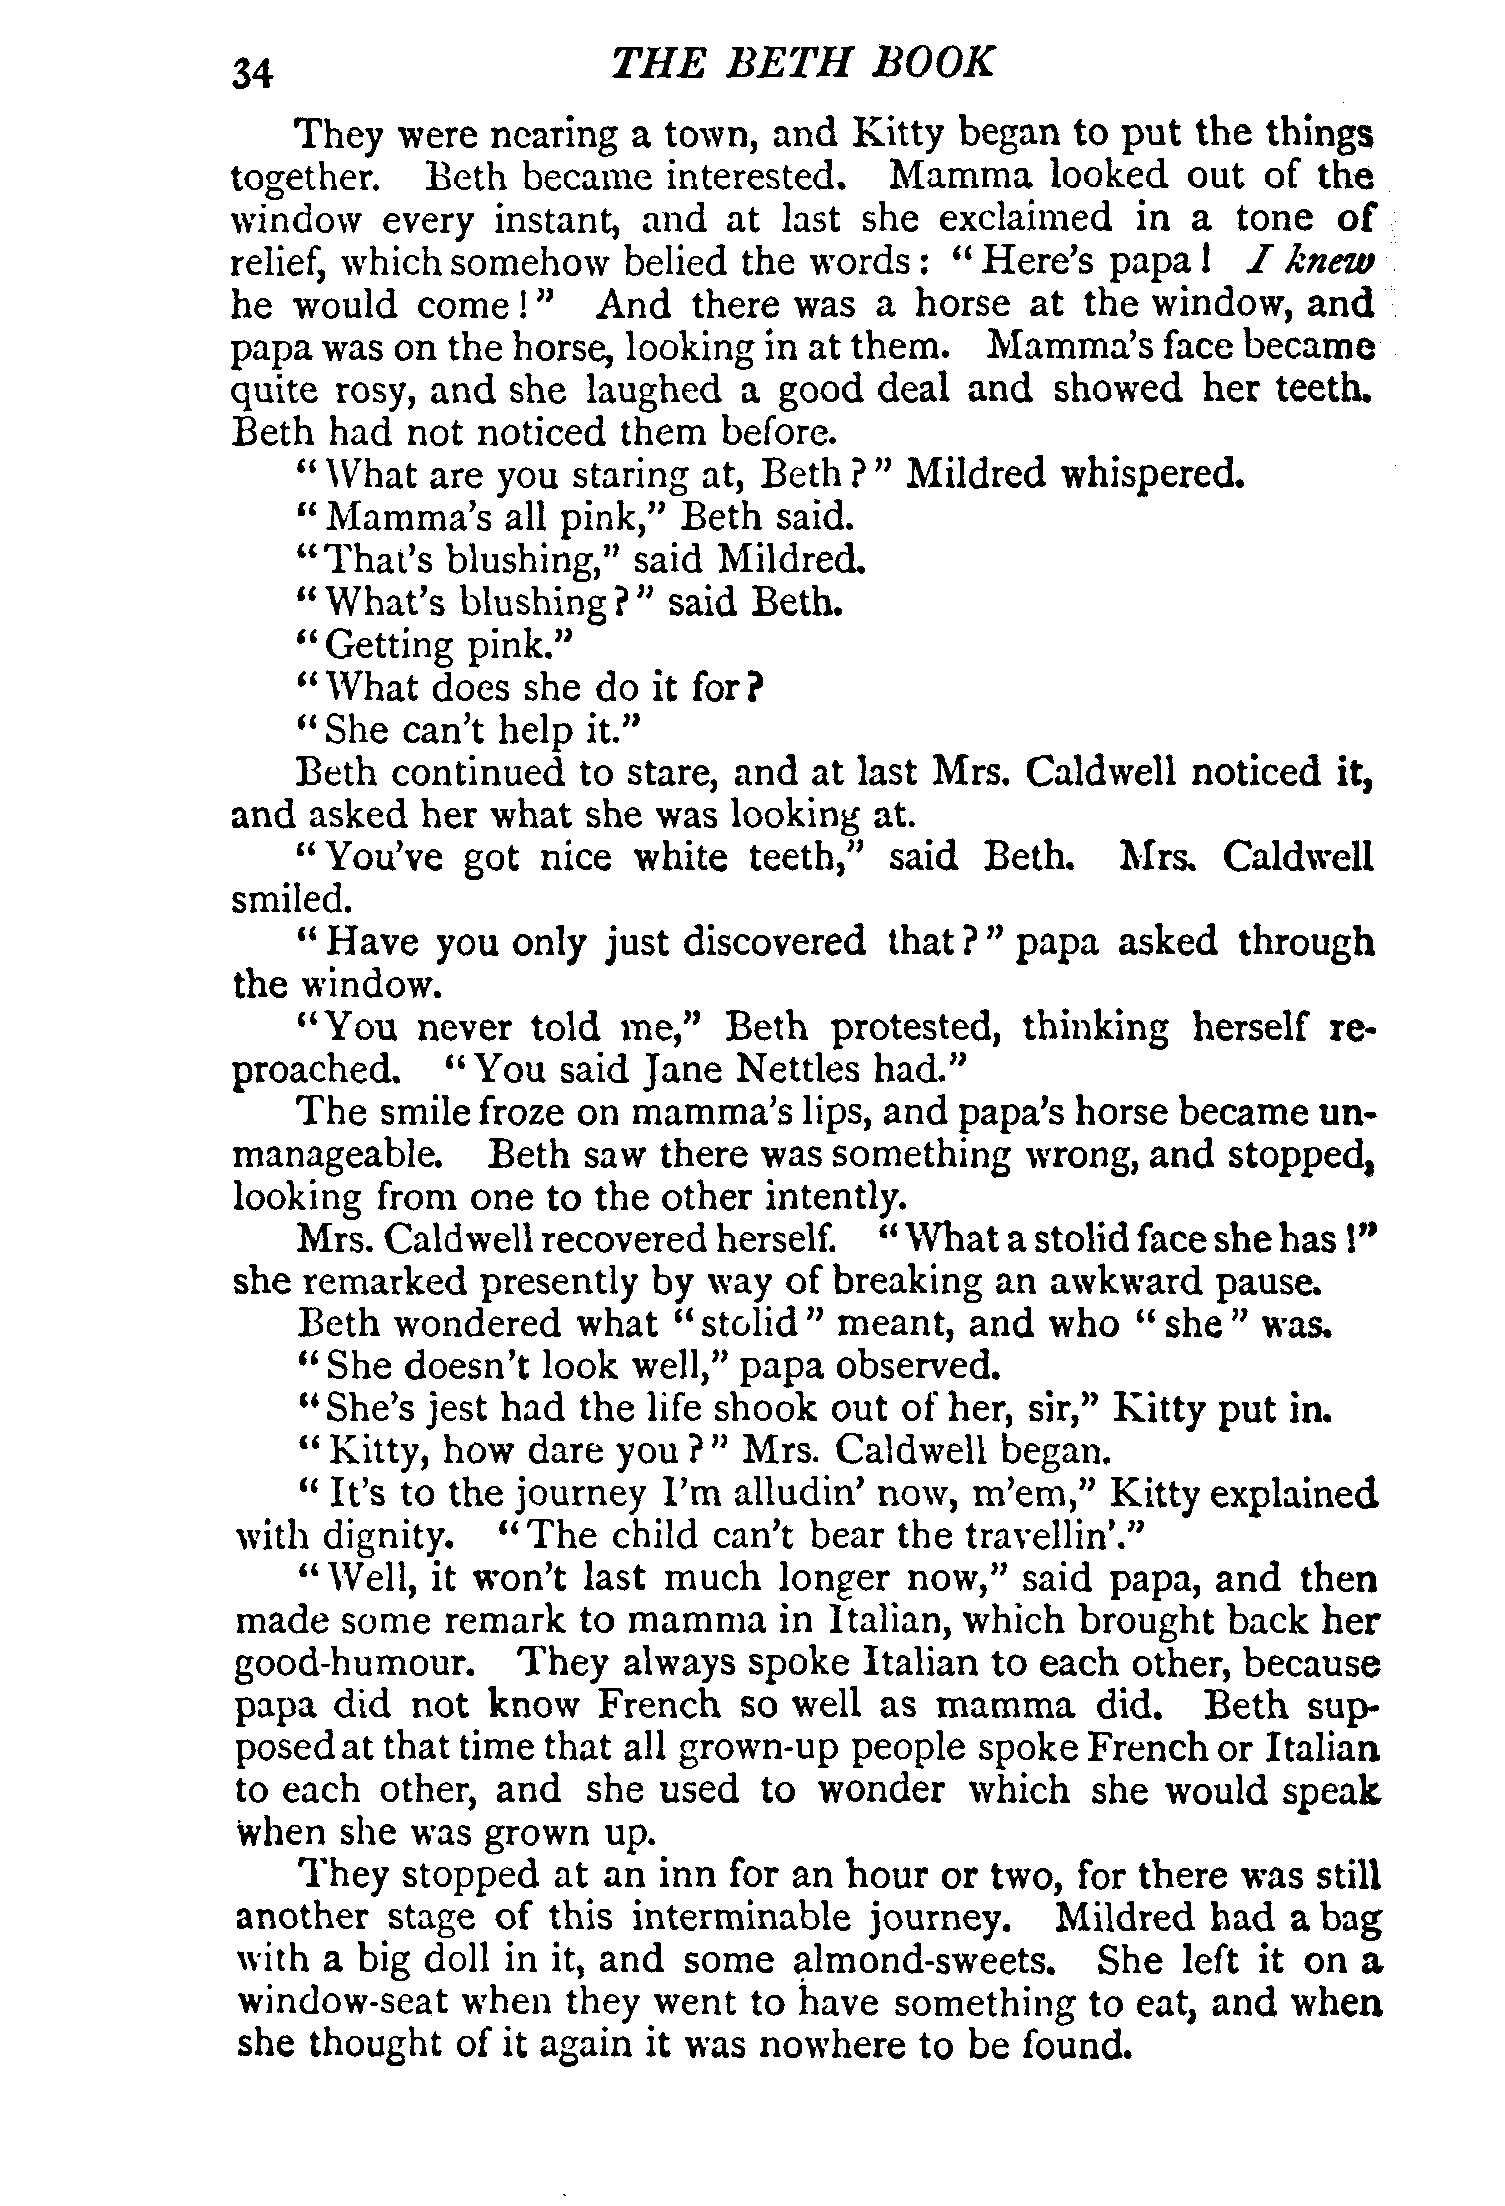 34 THE BETH BOOK
They were nearing a town, and Kitty began to put the things
together. Beth became interested. Mamma looked out of the
window every instant, and at last she exclaimed in a tone of
relief, which somehow belied the words: "Here's papa! I knew
he would come!" And there was a horse at the window, and
papa was on the horse, looking in at them. Mamma's face became
quite rosy, and she laughed a good deal and showed her teeth.
Beth had not noticed them before.
"What are you staring at, Beth?" Mildred whispered.
"Mamma's all pink," Beth said.
"That's blushing," said Mildred.
"What's blushing?" said Beth.
"Getting pink."
"What does she do it for?
"She can't help it."
Beth continued to stare, and at last Mrs. Caldwell noticed it,
and asked her what she was looking at.
"You've got nice white teeth," said Beth. Mrs. Caldwell
smiled.
"Have you only just discovered that?" papa asked through
the window.
"You never told me," Beth protested, thinking herself re-
proached. "You said Jane Nettles had."
The smile froze on mamma's lips, and papa's horse became un-
manageable. Beth saw there was something wrong, and stopped,
looking from one to the other intently.
Mrs. Caldwell recovered herself. "What a stolid face she has!"
she remarked presently by way of breaking an awkward pause.
Beth wondered what "stolid" meant, and who "she" was.
"She doesn't look well," papa observed.
"She's jest had the life shook out of her, sir," Kitty put in.
"Kitty, how dare you?" Mrs. Caldwell began.
"It's to the journey I'm alludin' now, m'em," Kitty explained
with dignity. "The child can't bear the travellin'."
"Well, it won't last much longer now," said papa, and then
made some remark to mamma in Italian, which brought back her
good-humour. They always spoke Italian to each other, because
papa did not know French so well as mamma did. Beth sup-
posed at that time that all grown-up people spoke French or Italian
to each other, and she used to wonder which she would speak
when she was grown up.
They stopped at an inn for an hour or two, for there was still
another stage of this interminable journey. Mildred had a bag
with a big doll in it, and some almond-sweets. She left it on a
window-seat when they went to have something to eat, and when
she thought of it again it was nowhere to be found.